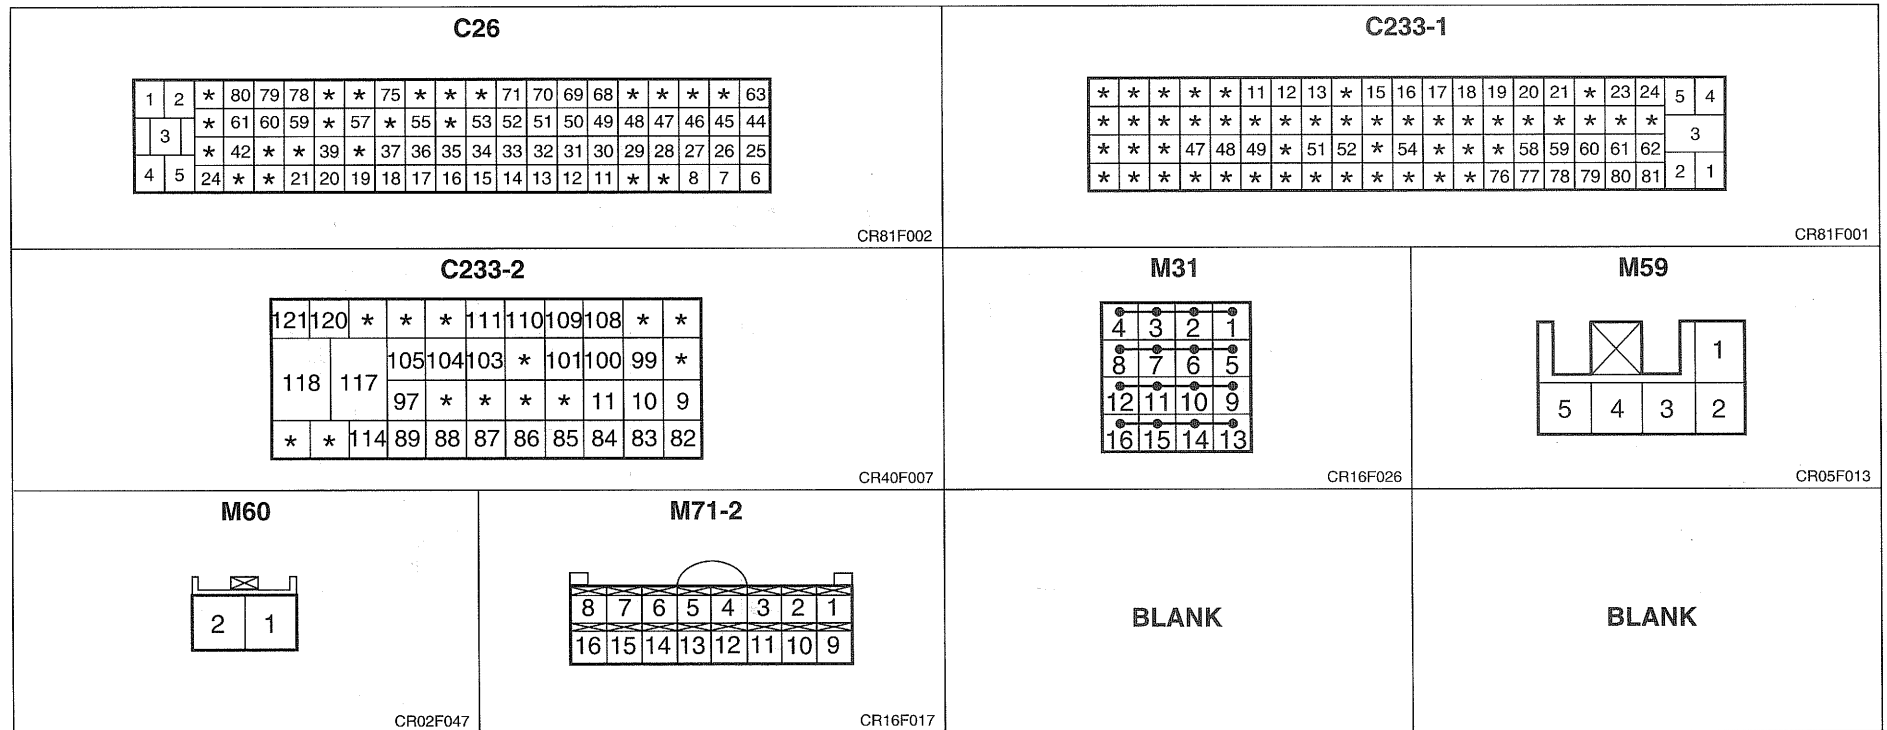 C26
1 2 * 80 79 78 * * 75 * * * 71 70 69 68 * * * * 63
3 * 61 60 59 * 57 * 55 * 53 52 51 50 49 48 47 46 45 44
* 42 * * 39 * 37 36 35 34 33 32 31 30 29 28 27 26 25
4 5 24 * * 21 20 19 18 17 16 15 14 13 12 11 * * 8 7 6
CR81F002
C233-1
* * * * * 11 12 13 * 15 16 17 18 19 20 21 * 23 24 5 4
* * * * * * * * * * * * * * * * * * * 3
* * * 47 48 49 * 51 52 * 54 * * * 58 59 60 61 62
* * * * * * * * * * * * * 76 77 78 79 80 81 2 1
CR81F001
C233-2
121 120 * * * 111 110 109 108 * *
118 117 105 104 103 * 101 100 99 *
97 * * * * 11 10 9
* * 114 89 88 87 86 85 84 83 82
CR40F007
M31
4 3 2 1
8 7 6 5
12 11 10 9
16 15 14 13
CR16F026
M59
1
5 4 3 2
CR05F013
M60
2 1
CR02F047
M71-2
8 7 6 5 4 3 2 1
16 15 14 13 12 11 10 9
CR16F017
BLANK
BLANK